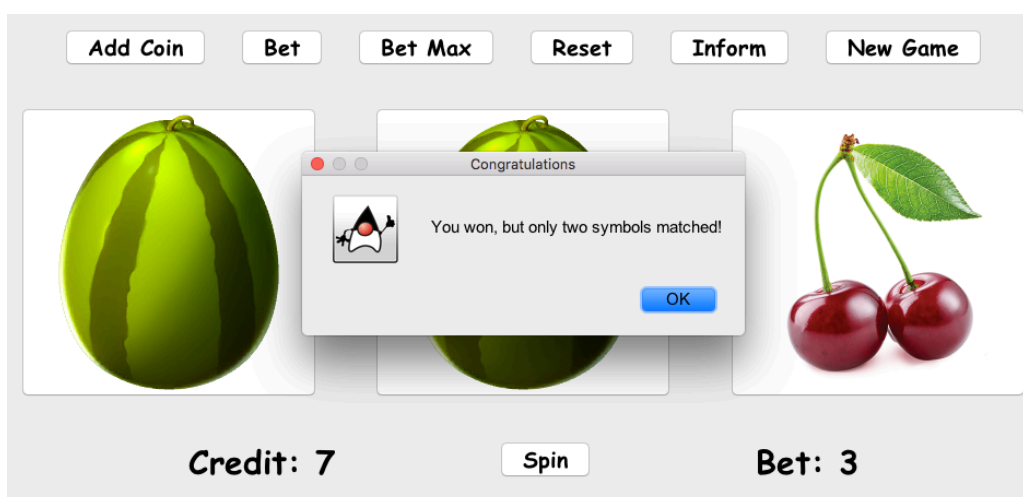 Add Coin
Bet
Bet Max
Reset
Inform
New Game
Congratulations
You won, but only two symbols matched!
OK
Credit: 7
Spin
Bet: 3